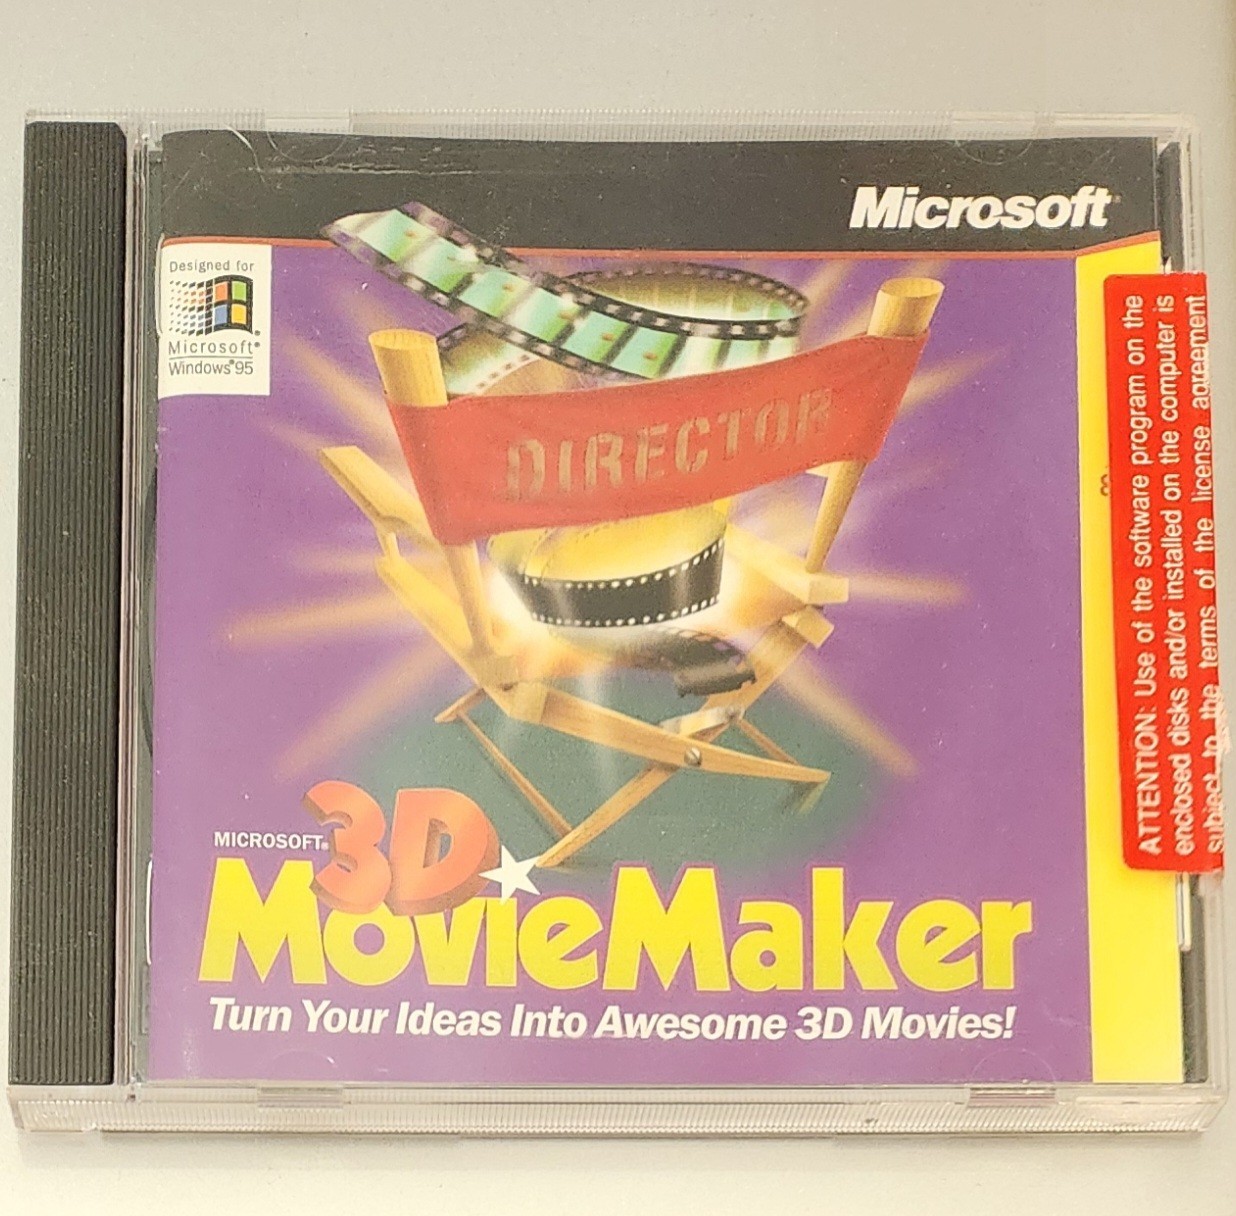 Microsoft
Designed for
Microsoft®
Windows®95
DIRECTOR
MICROSOFT®
3D
MovieMaker
Turn Your Ideas Into Awesome 3D Movies!
ATTENTION: Use of the software program on the
enclosed disks and/or installed on the computer is
subject to the terms of the license agreement